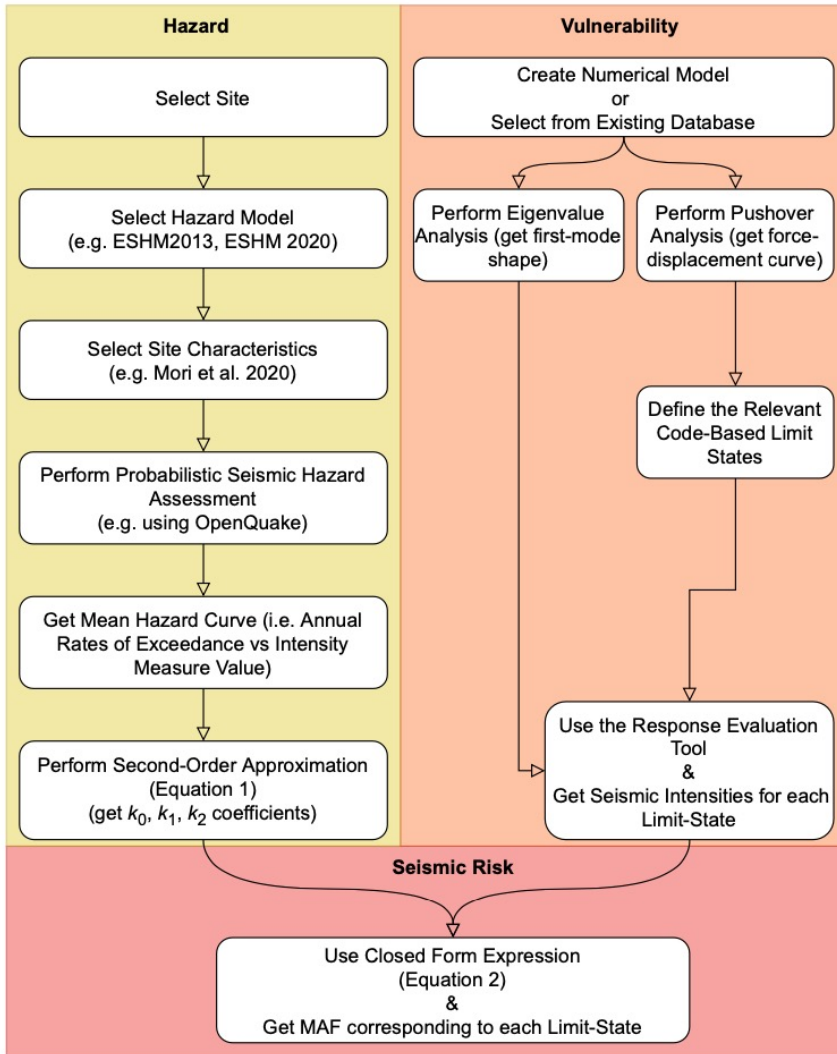 Hazard
Select Site
Select Hazard Model
(e.g. ESHM2013, ESHM 2020)
Select Site Characteristics
(e.g. Mori et al. 2020)
Perform Probabilistic Seismic Hazard
Assessment
(e.g. using OpenQuake)
Get Mean Hazard Curve (i.e. Annual
Rates of Exceedance vs Intensity
Measure Value)
Perform Second-Order Approximation
(Equation 1)
(get k0, k1, k2 coefficients)
Vulnerability
Create Numerical Model
or
Select from Existing Database
Perform Eigenvalue
Analysis (get first-mode
shape)
Perform Pushover
Analysis (get force-
displacement curve)
Define the Relevant
Code-Based Limit
States
Use the Response Evaluation
Tool
&
Get Seismic Intensities for each
Limit-State
Seismic Risk
Use Closed Form Expression
(Equation 2)
&
Get MAF corresponding to each Limit-State